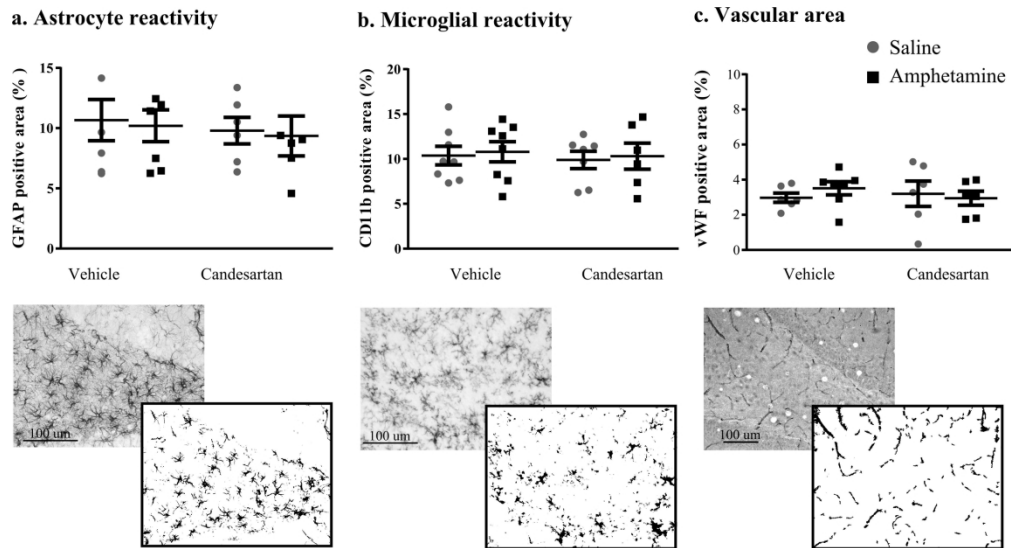 a. Astrocyte reactivity
GFAP positive area (% )
15
10
5
0
Vehicle
Candesartan
100 um
b. Microglial reactivity
CD11b positive area (%)
20
15
10
5
0
Vehicle
Candesartan
100 um
c. Vascular area
Saline
Amphetamine
vWF positive area (%)
10
8
6
4
2
0
Vehicle
Candesartan
100 um